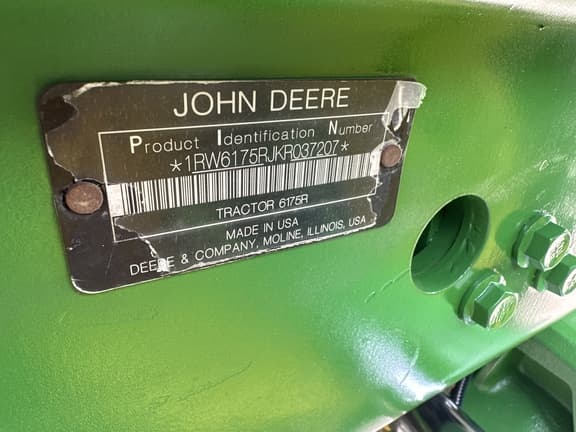 JOHN DEERE
Product Identification Number
*1RW6175RJKR037207*
TRACTOR 6175R
MADE IN USA
DEERE & COMPANY, MOLINE, ILLINOIS, USA